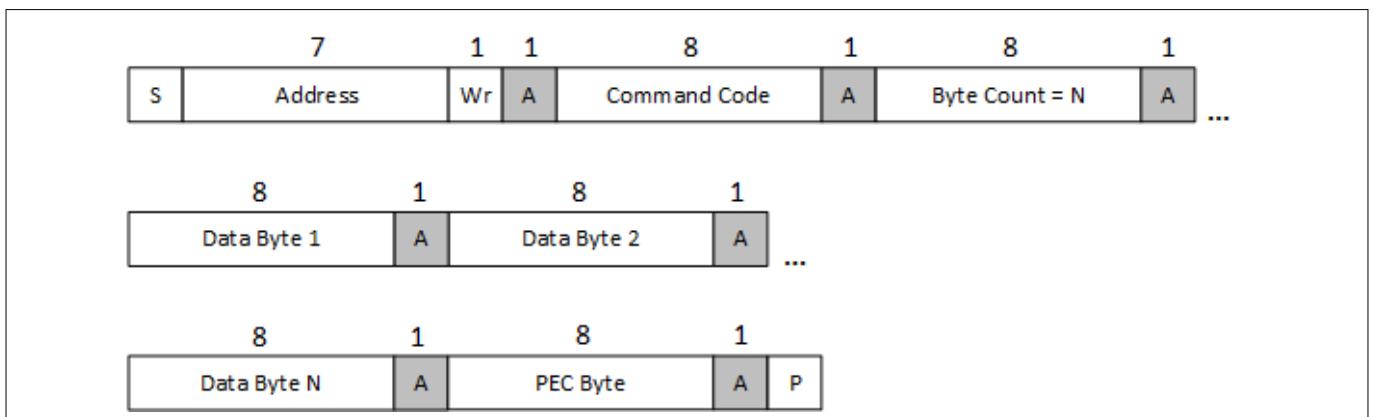 7 1 1 8 1 8 1
S Address Wr A Command Code A Byte Count = N A ...
8 1 8 1
Data Byte 1 A Data Byte 2 A ...
8 1 8 1
Data Byte N A PEC Byte A P